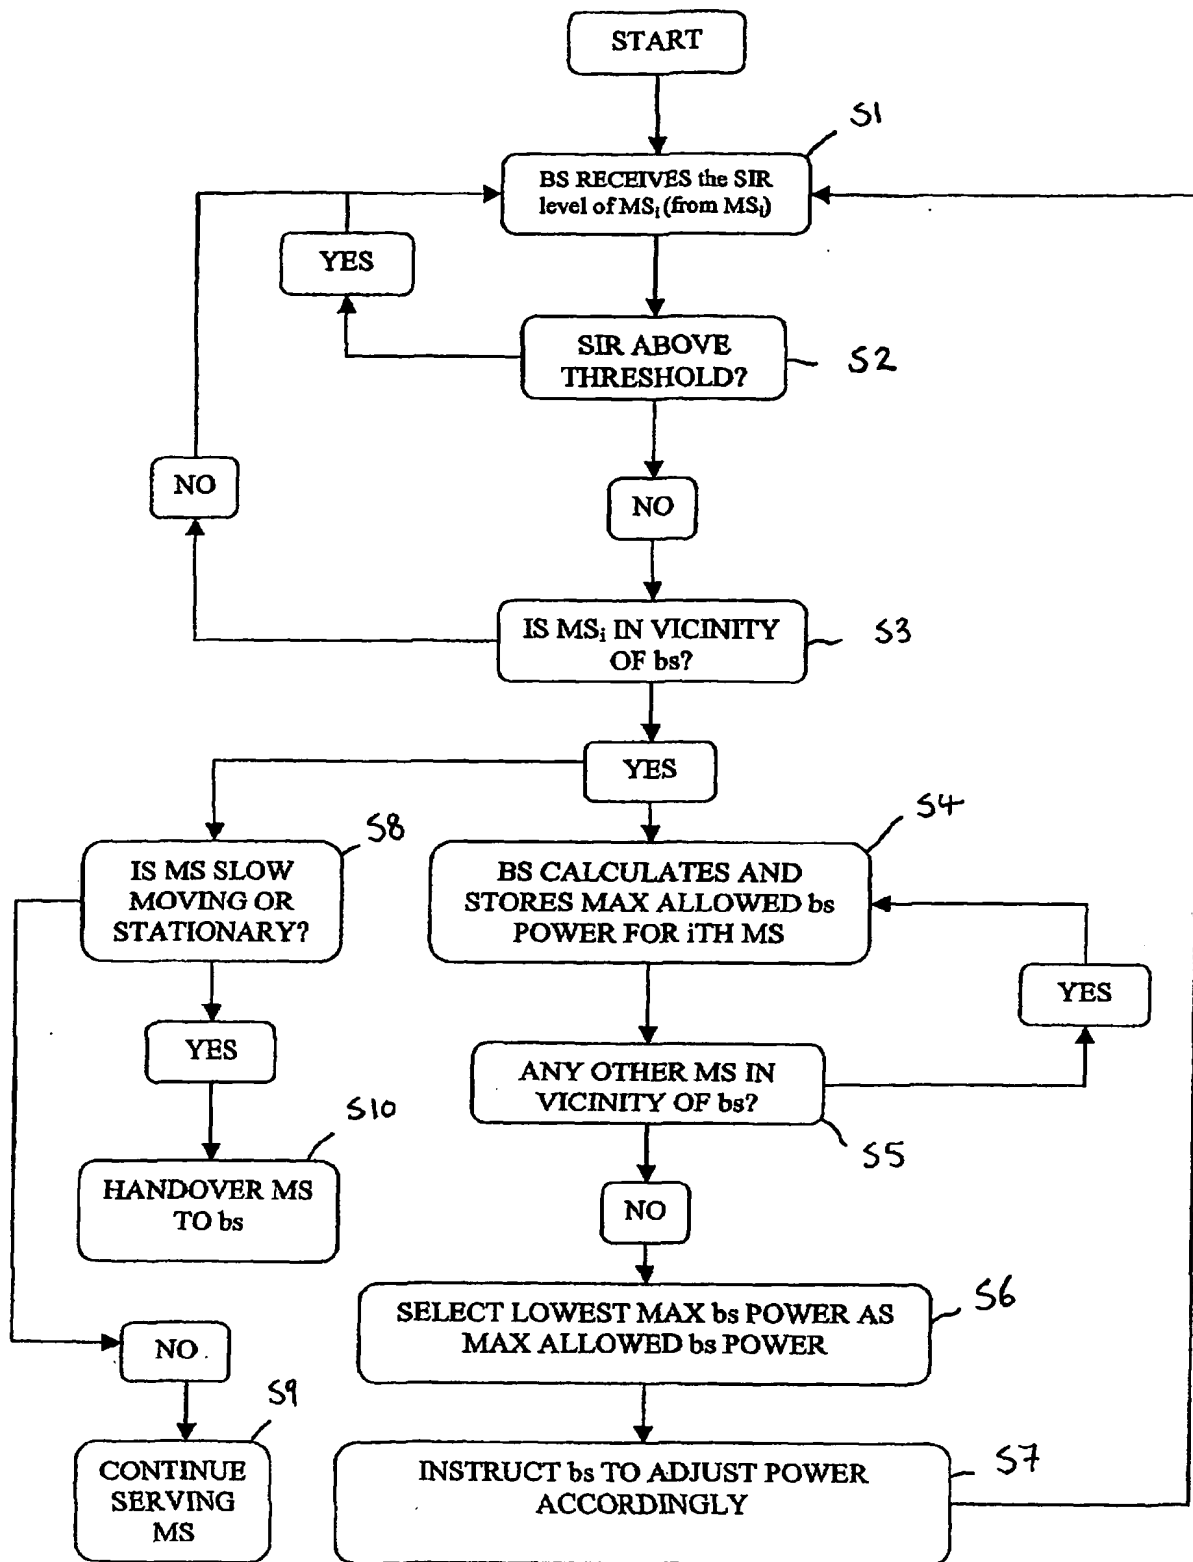 START
S1
BS RECEIVES the SIR
level of MSi (from MSi)
YES
SIR ABOVE
THRESHOLD?
S2
NO
NO
IS MSi IN VICINITY
OF bs?
S3
YES
S8
S4
IS MS SLOW
MOVING OR
STATIONARY?
BS CALCULATES AND
STORES MAX ALLOWED bs
POWER FOR iTH MS
YES
YES
ANY OTHER MS IN
VICINITY OF bs?
S5
S10
HANDOVER MS
TO bs
NO
SELECT LOWEST MAX bs POWER AS
MAX ALLOWED bs POWER
S6
NO
S9
CONTINUE
SERVING
MS
INSTRUCT bs TO ADJUST POWER
ACCORDINGLY
S7